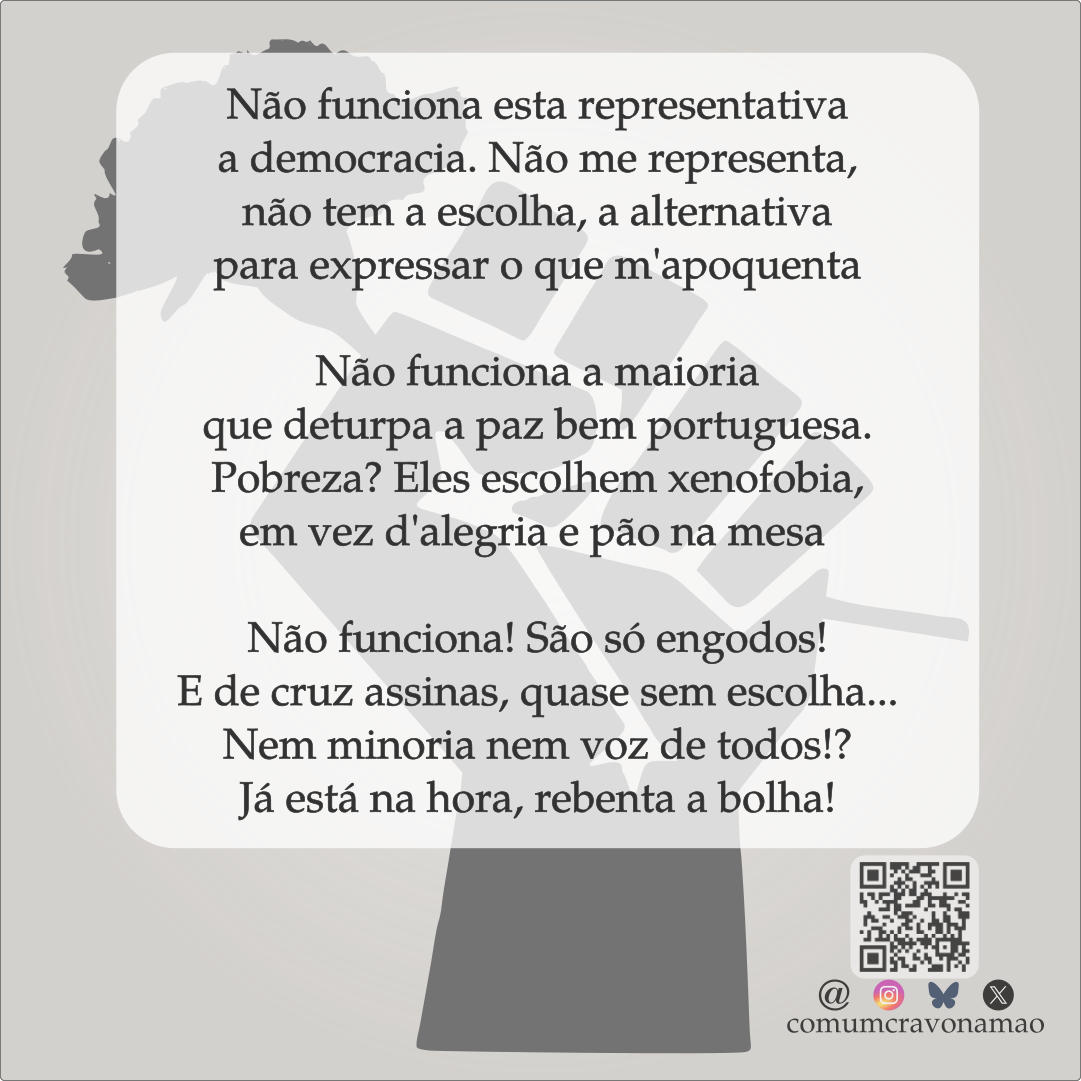 Não funciona esta representativa
a democracia. Não me representa,
não tem a escolha, a alternativa
para expressar o que m'apoquenta
Não funciona a maioria
que deturpa a paz bem portuguesa.
Pobreza? Eles escolhem xenofobia,
em vez d'alegria e pão na mesa
Não funciona! São só engodos!
E de cruz assinas, quase sem escolha...
Nem minoria nem voz de todos!?
Já está na hora, rebenta a bolha!
@
comumcravonamao